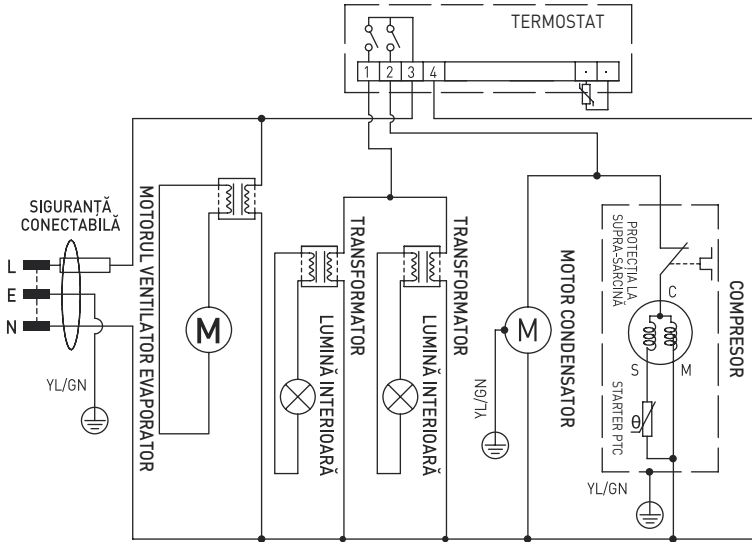 TERMOSTAT
1 2 3 4
SIGURANȚĂ
CONECTABILĂ
L
E
N
YL/GN
MOTORUL VENTILATOR EVAPORATOR
M
TRANSFORMATOR
LUMINĂ INTERIOARĂ
TRANSFORMATOR
LUMINĂ INTERIOARĂ
M
YL/GN
MOTOR CONDENSATOR
PROTECȚIA LA
SUPRA-SARCINĂ
C
S M
STARTER PTC
θ
COMPRESOR
YL/GN